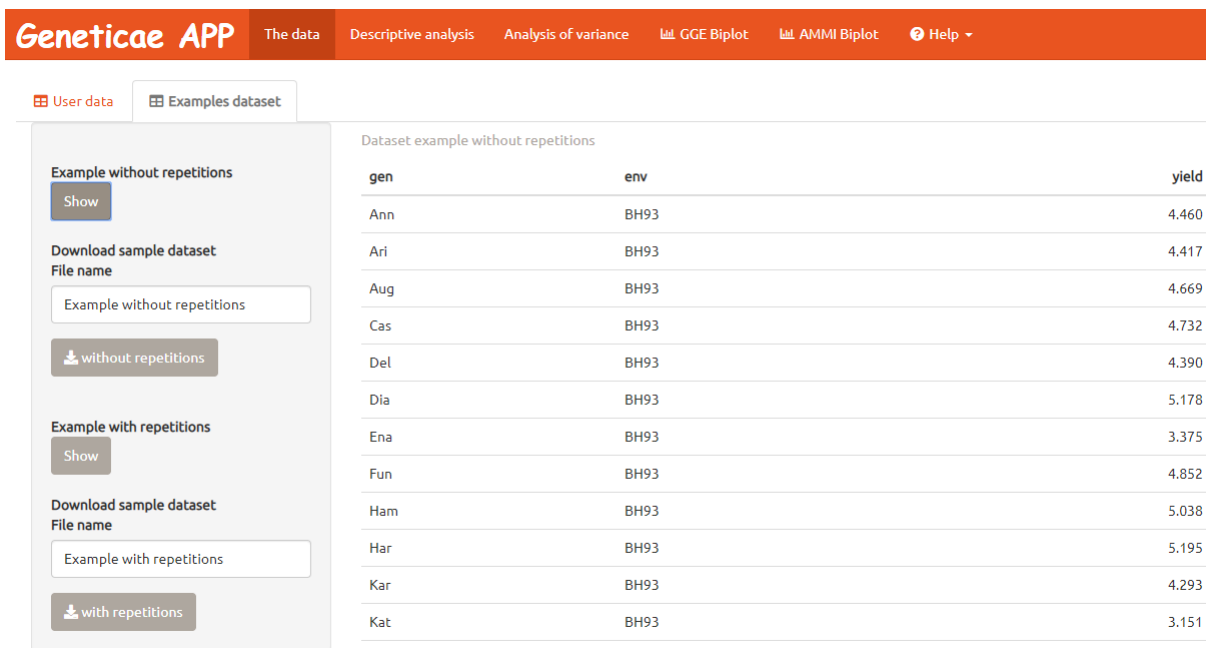 Geneticae APP The data Descriptive analysis Analysis of variance GGE Biplot AMMI Biplot Help
User data Examples dataset
Example without repetitions
Show
Download sample dataset
File name
Example without repetitions
without repetitions
Example with repetitions
Show
Download sample dataset
File name
Example with repetitions
with repetitions
Dataset example without repetitions
gen env yield
Ann BH93 4.460
Ari BH93 4.417
Aug BH93 4.669
Cas BH93 4.732
Del BH93 4.390
Dia BH93 5.178
Ena BH93 3.375
Fun BH93 4.852
Ham BH93 5.038
Har BH93 5.195
Kar BH93 4.293
Kat BH93 3.151